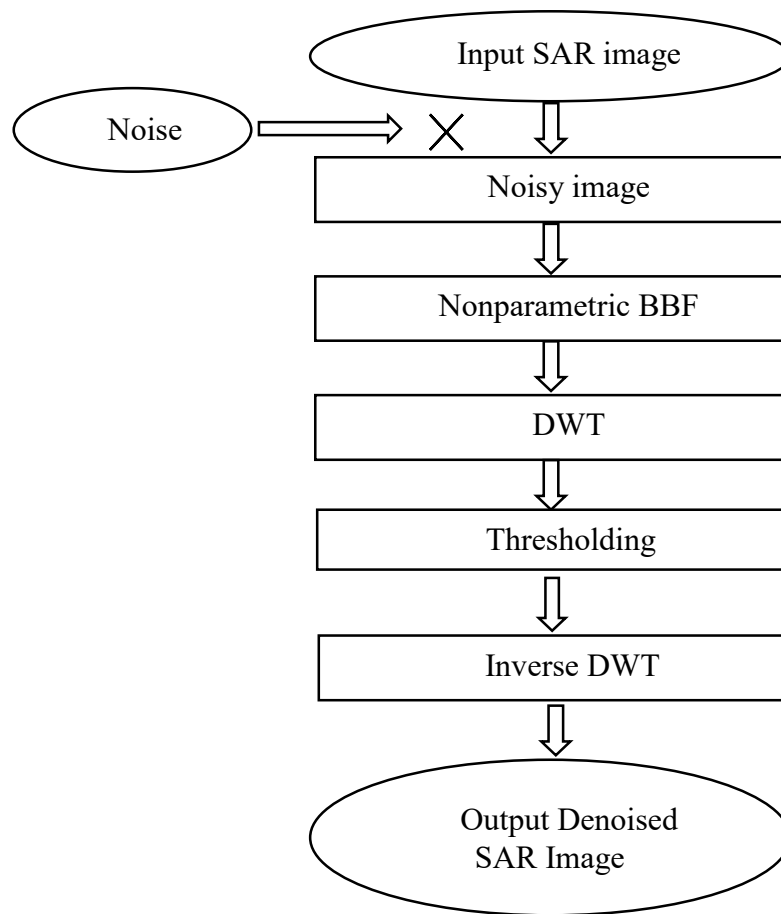 Input SAR image
Noise
Noisy image
Nonparametric BBF
DWT
Thresholding
Inverse DWT
Output Denoised
SAR Image